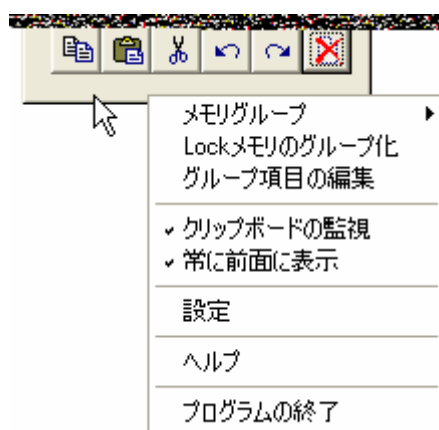 メモリグループ
Lockメモリのグループ化
グループ項目の編集
クリップボードの監視
常に前面に表示
設定
ヘルプ
プログラムの終了